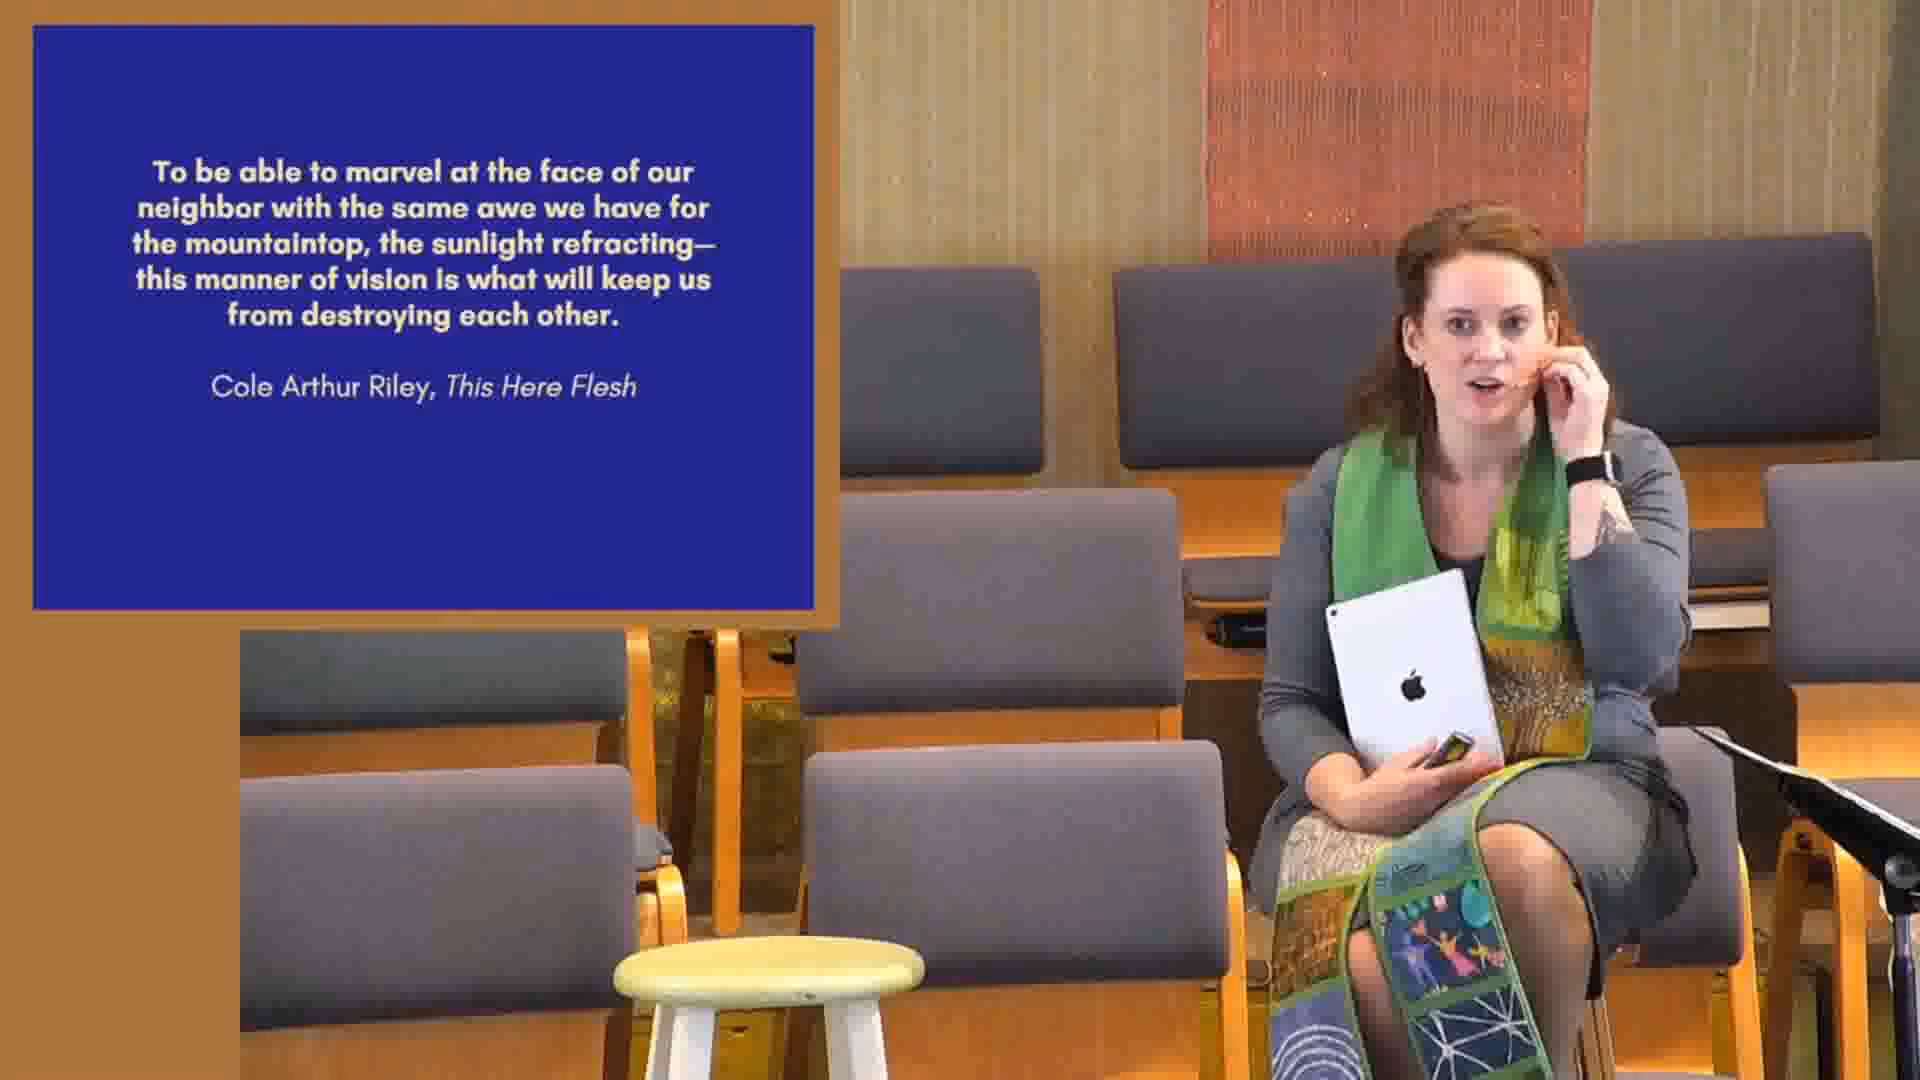 To be able to marvel at the face of our
neighbor with the same awe we have for
the mountaintop, the sunlight refracting—
this manner of vision is what will keep us
from destroying each other.
Cole Arthur Riley, This Here Flesh